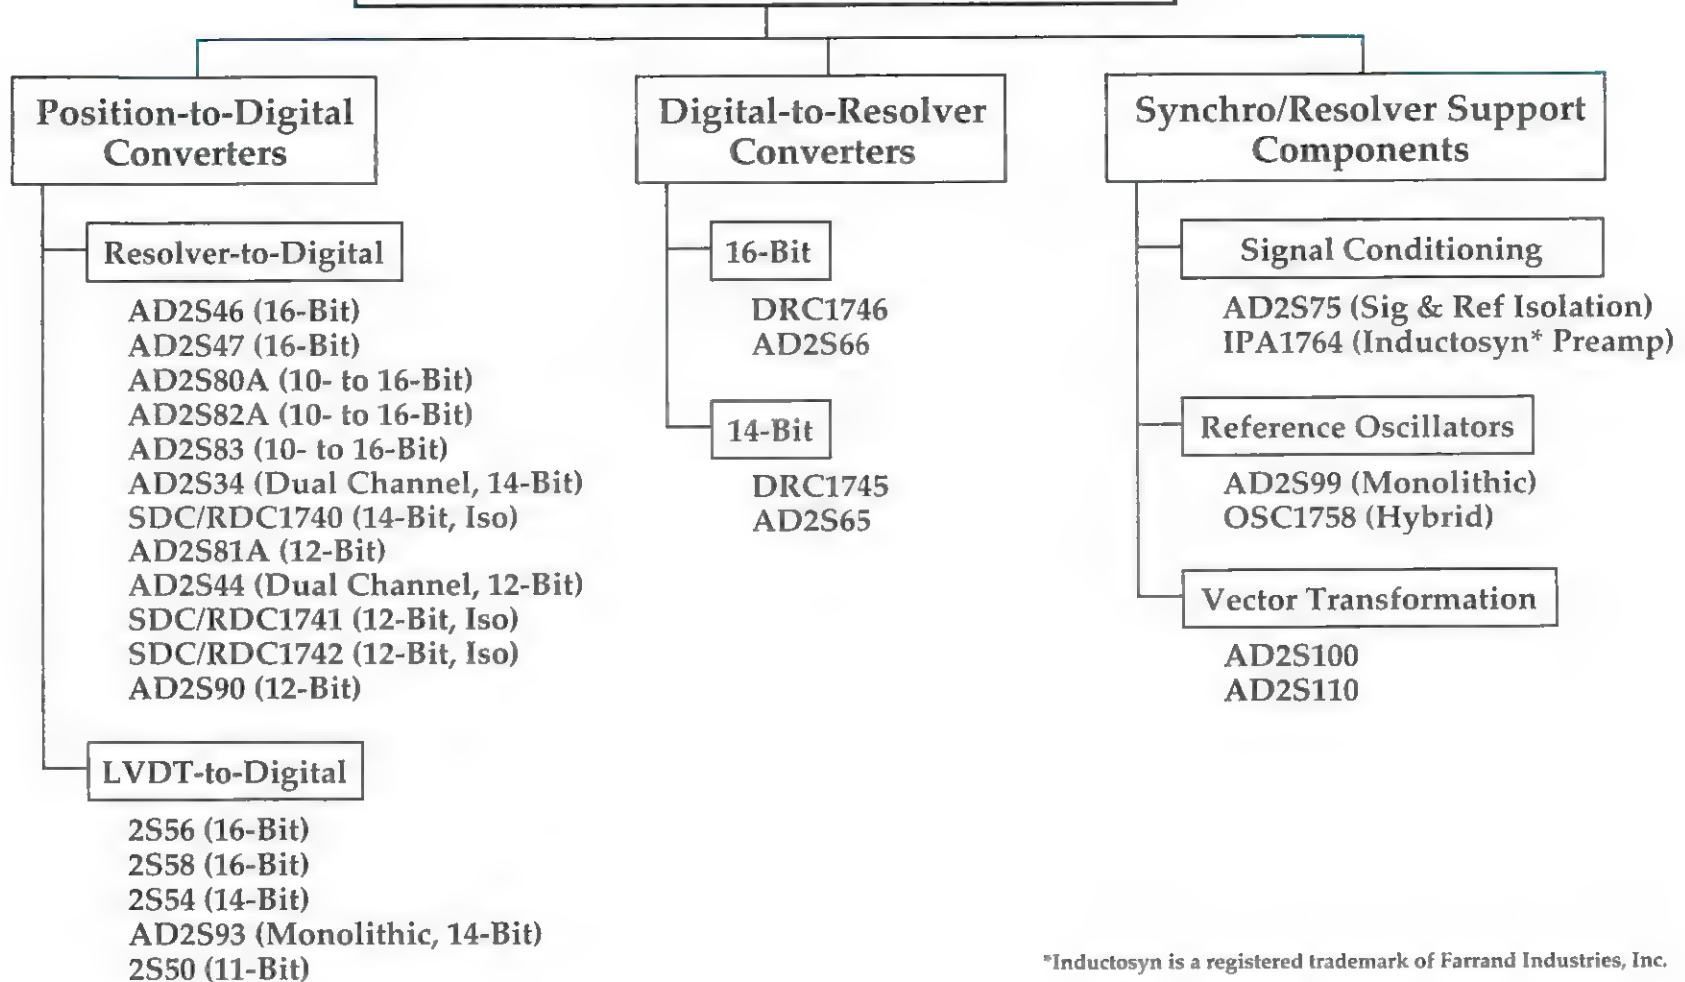 Position-to-Digital
Converters
Resolver-to-Digital
AD2S46 (16-Bit)
AD2S47 (16-Bit)
AD2S80A (10- to 16-Bit)
AD2S82A (10- to 16-Bit)
AD2S83 (10- to 16-Bit)
AD2S34 (Dual Channel, 14-Bit)
SDC/RDC1740 (14-Bit, Iso)
AD2S81A (12-Bit)
AD2S44 (Dual Channel, 12-Bit)
SDC/RDC1741 (12-Bit, Iso)
SDC/RDC1742 (12-Bit, Iso)
AD2S90 (12-Bit)
LVDT-to-Digital
2S56 (16-Bit)
2S58 (16-Bit)
2S54 (14-Bit)
AD2S93 (Monolithic, 14-Bit)
2S50 (11-Bit)
Digital-to-Resolver
Converters
16-Bit
DRC1746
AD2S66
14-Bit
DRC1745
AD2S65
Synchro/Resolver Support
Components
Signal Conditioning
AD2S75 (Sig & Ref Isolation)
IPA1764 (Inductosyn* Preamp)
Reference Oscillators
AD2S99 (Monolithic)
OSC1758 (Hybrid)
Vector Transformation
AD2S100
AD2S110
*Inductosyn is a registered trademark of Farrand Industries, Inc.